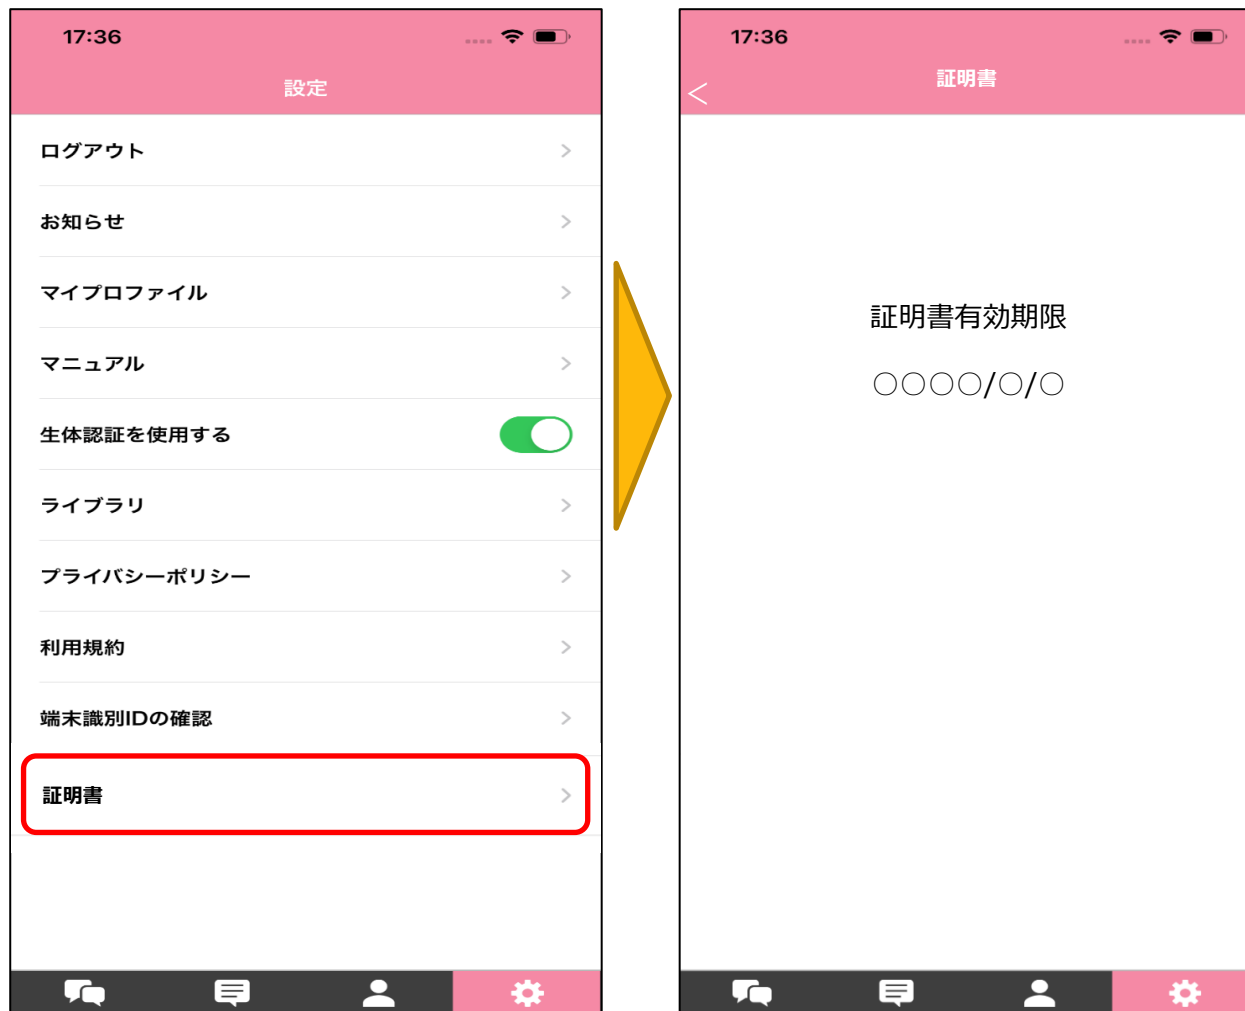 17:36
設定
ログアウト
お知らせ
マイプロファイル
マニュアル
生体認証を使用する
ライブラリ
プライバシーポリシー
利用規約
端末識別IDの確認
証明書
17:36
証明書
証明書有効期限
〇〇〇〇/〇/〇